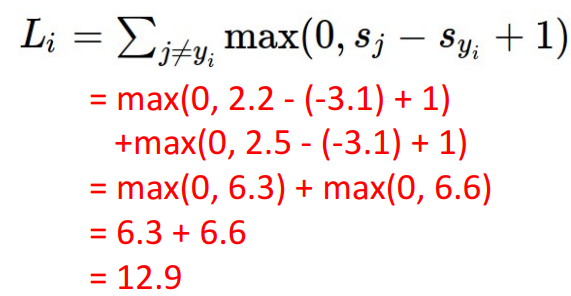 L_i = ∑_{j≠y_i} max(0, s_j − s_{y_i} + 1)
= max(0, 2.2 - (-3.1) + 1)
+max(0, 2.5 - (-3.1) + 1)
= max(0, 6.3) + max(0, 6.6)
= 6.3 + 6.6
= 12.9